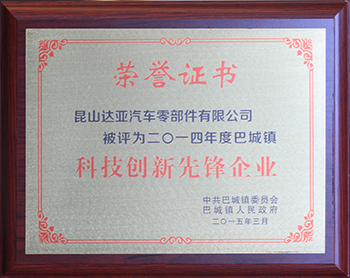 荣誉证书
昆山达亚汽车零部件有限公司
被评为二〇一四年度巴城镇
科技创新先锋企业
中共巴城镇委员会
巴城镇人民政府
二〇一五年三月